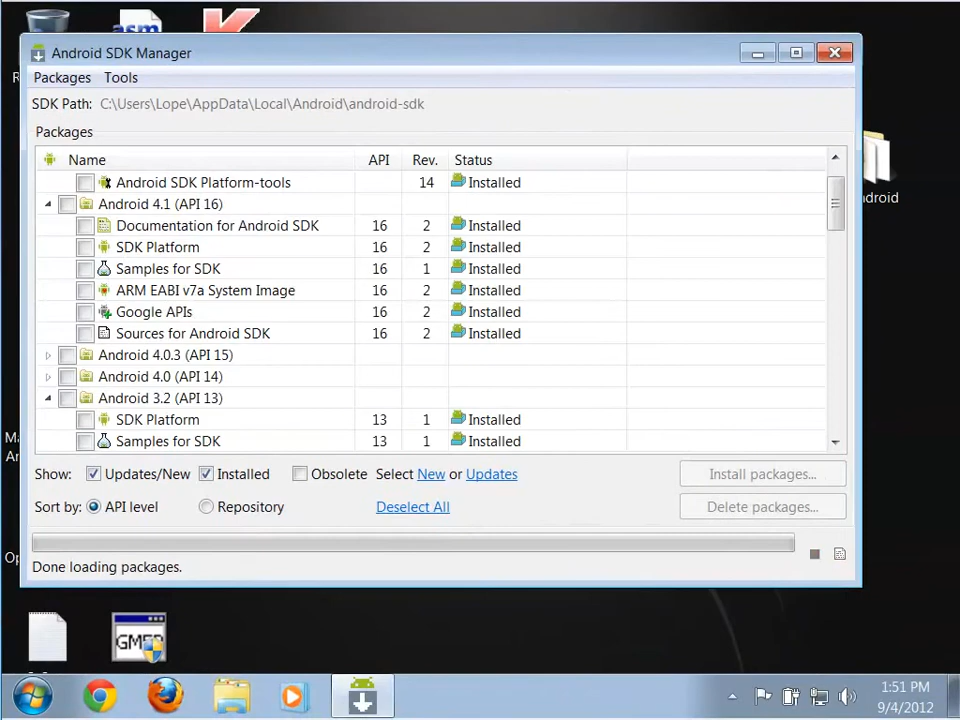 asm
Android SDK Manager
Packages Tools
SDK Path: C:\Users\Lope\AppData\Local\Android\android-sdk
Packages
Name API Rev. Status
Android SDK Platform-tools 14 Installed
Android 4.1 (API 16)
Documentation for Android SDK 16 2 Installed
SDK Platform 16 2 Installed
Samples for SDK 16 1 Installed
ARM EABI v7a System Image 16 2 Installed
Google APIs 16 2 Installed
Sources for Android SDK 16 2 Installed
Android 4.0.3 (API 15)
Android 4.0 (API 14)
Android 3.2 (API 13)
SDK Platform 13 1 Installed
Samples for SDK 13 1 Installed
Show: Updates/New Installed Obsolete Select New or Updates Install packages...
Sort by: API level Repository Deselect All Delete packages...
Done loading packages.
1:51 PM
9/4/2012